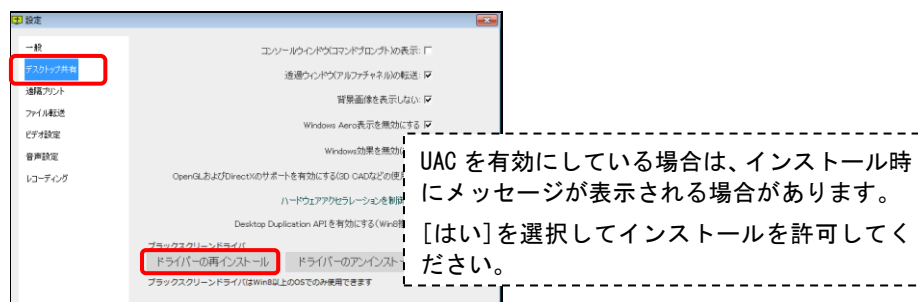 設定
一般
デスクトップ共有
遠隔プリント
ファイル転送
ビデオ設定
音声設定
レコーディング
コンソールウィンドウ(コマンドプロンプト)の表示:
透過ウィンドウ(アルファチャネル)の転送:
背景画像を表示しない:
Windows Aero表示を無効にする
Windows効果を無効
OpenGLおよびDirectXのサポートを有効にする(3D CADなどの使
ハードウェアアクセラレーションを制
Desktop Duplication APIを有効にする(Win8
ブラックスクリーンドライバ
ドライバーの再インストール ドライバーのアンインスト
ブラックスクリーンドライバはWin8以上のOSでのみ使用できます
UAC を有効にしている場合は、インストール時
にメッセージが表示される場合があります。
[はい]を選択してインストールを許可してく
ださい。